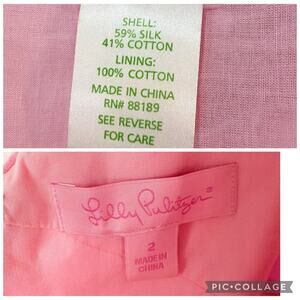 SHELL:
59% SILK
41% COTTON
LINING:
100% COTTON
MADE IN CHINA
RN# 88189
SEE REVERSE
FOR CARE
Lilly Pulitzer®
2
MADE IN
CHINA
PIC•COLLAGE